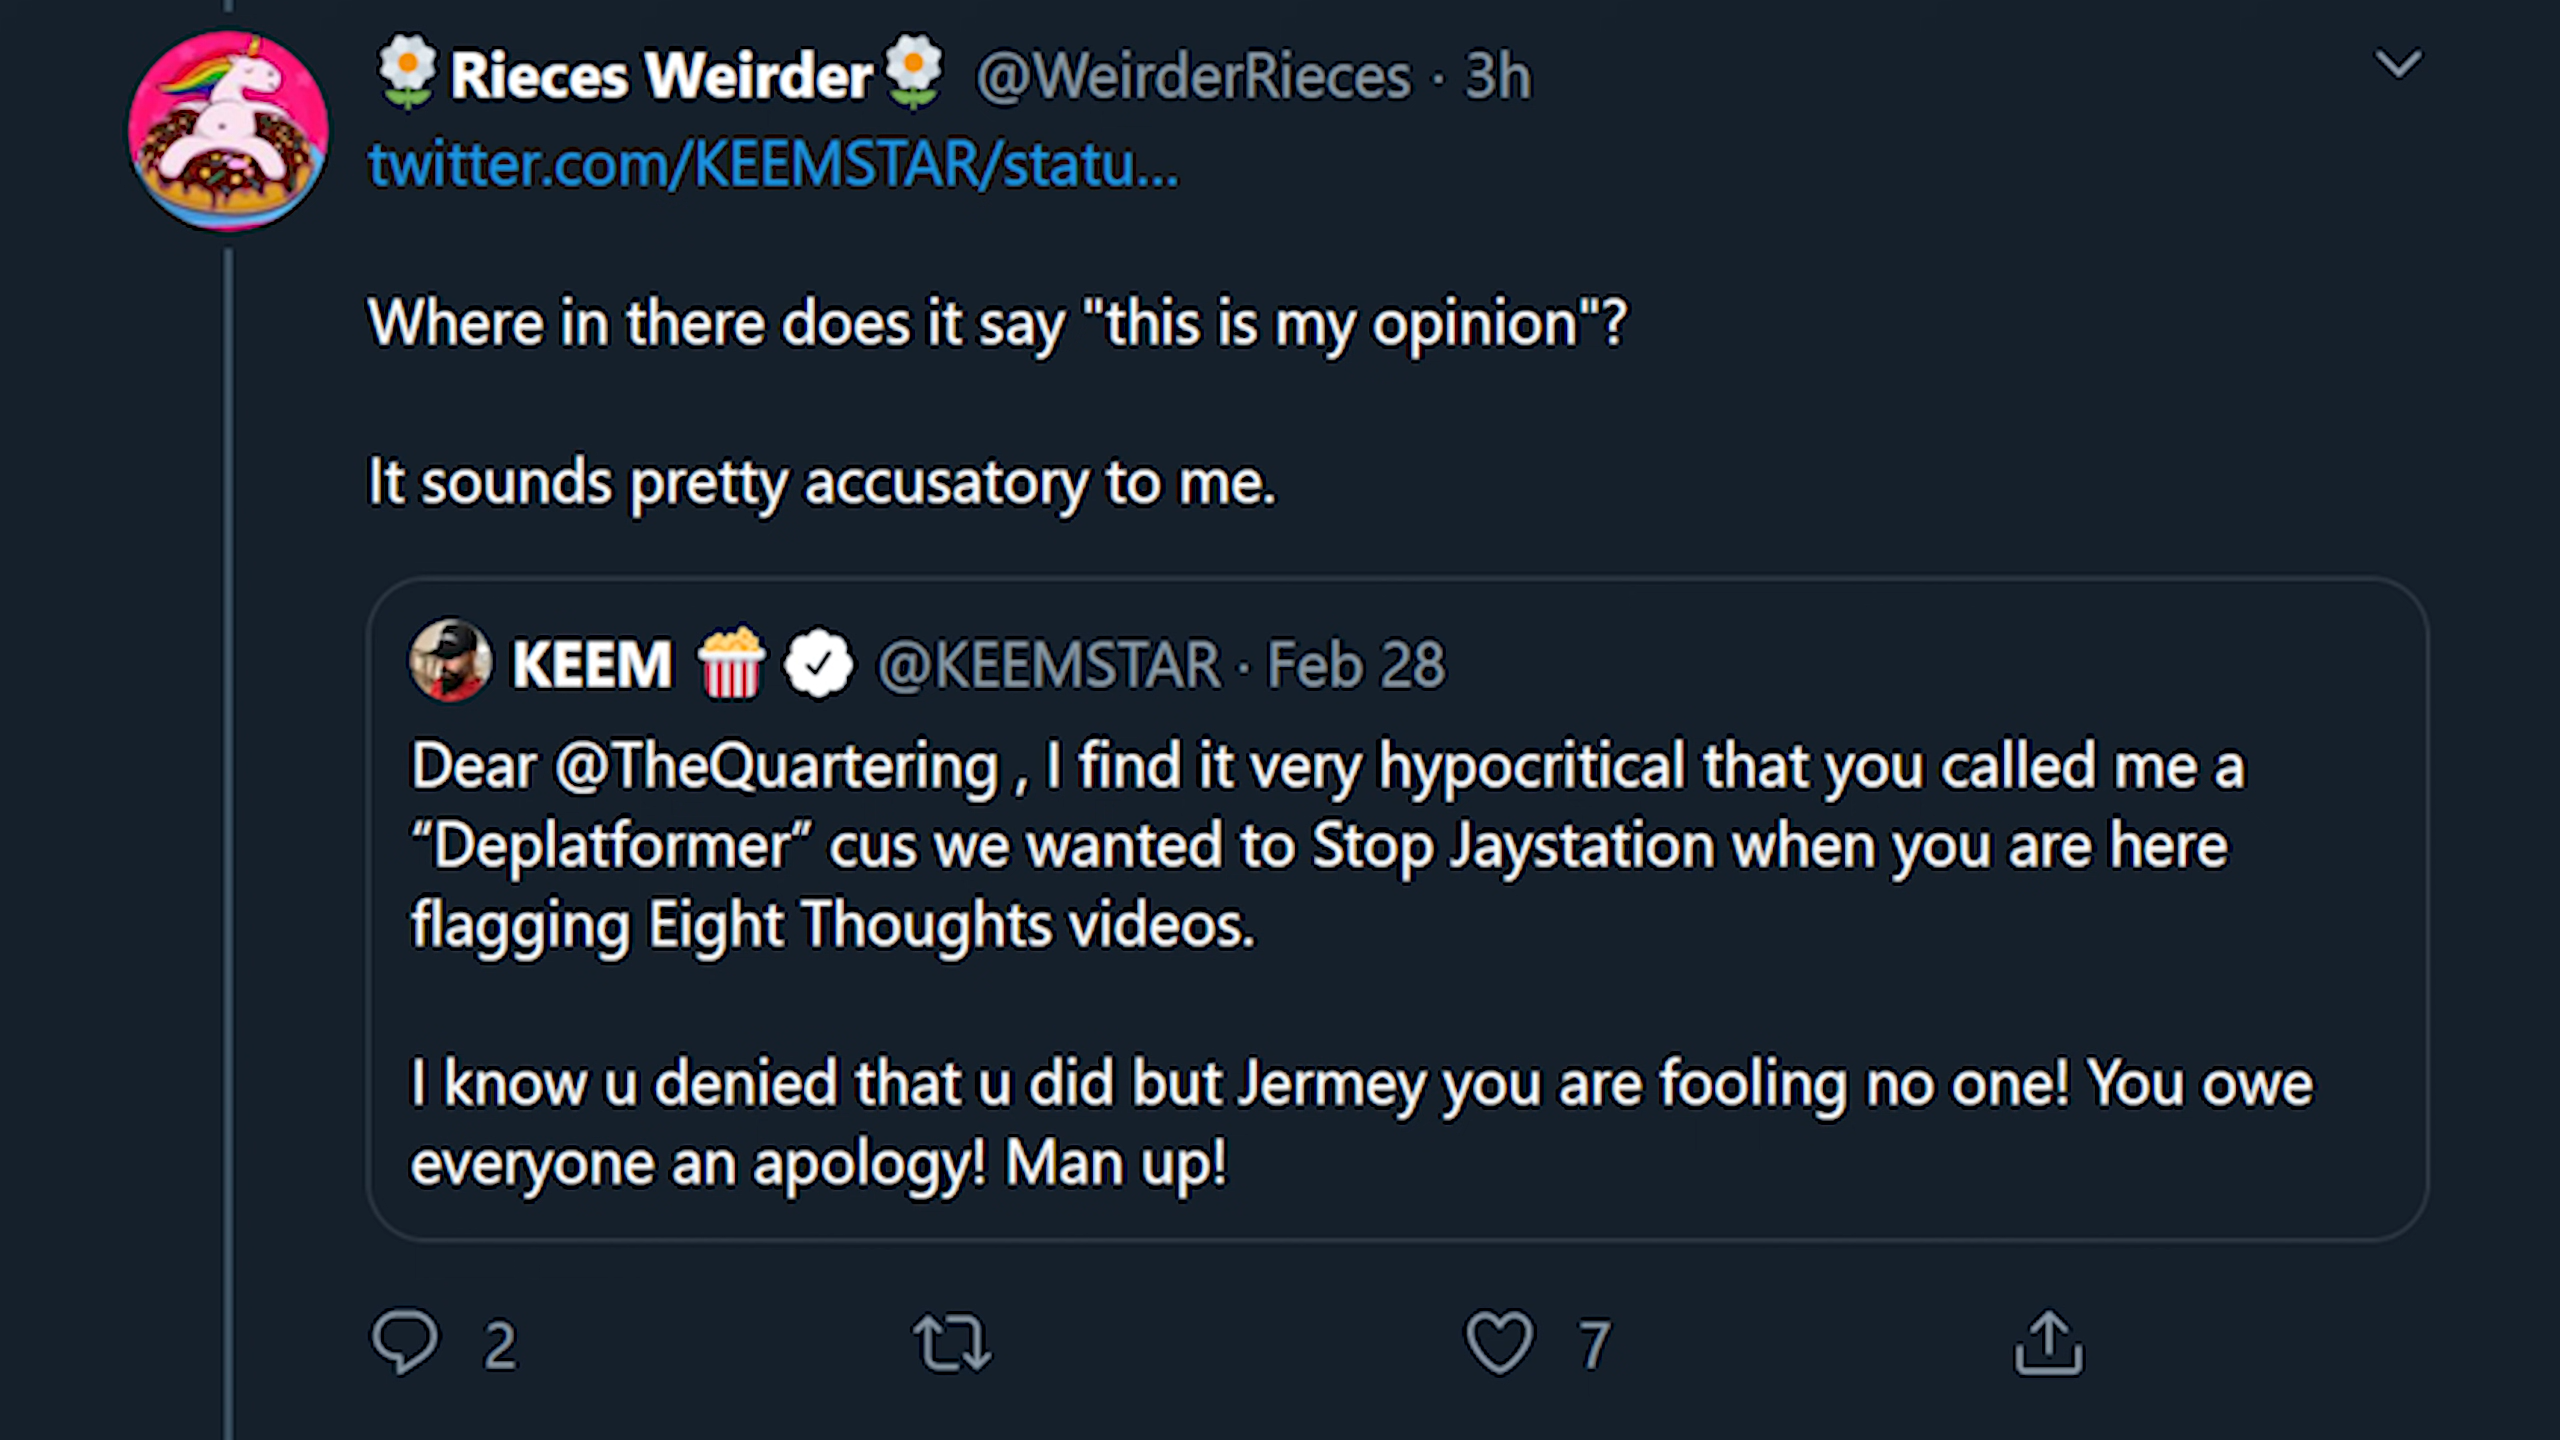 🌼Rieces Weirder🌼 @WeirderRieces · 3h
twitter.com/KEEMSTAR/statu...
Where in there does it say "this is my opinion"?
It sounds pretty accusatory to me.
KEEM 🍿 @KEEMSTAR · Feb 28
Dear @TheQuartering , I find it very hypocritical that you called me a
“Deplatformer” cus we wanted to Stop Jaystation when you are here
flagging Eight Thoughts videos.
I know u denied that u did but Jermey you are fooling no one! You owe
everyone an apology! Man up!
2 7